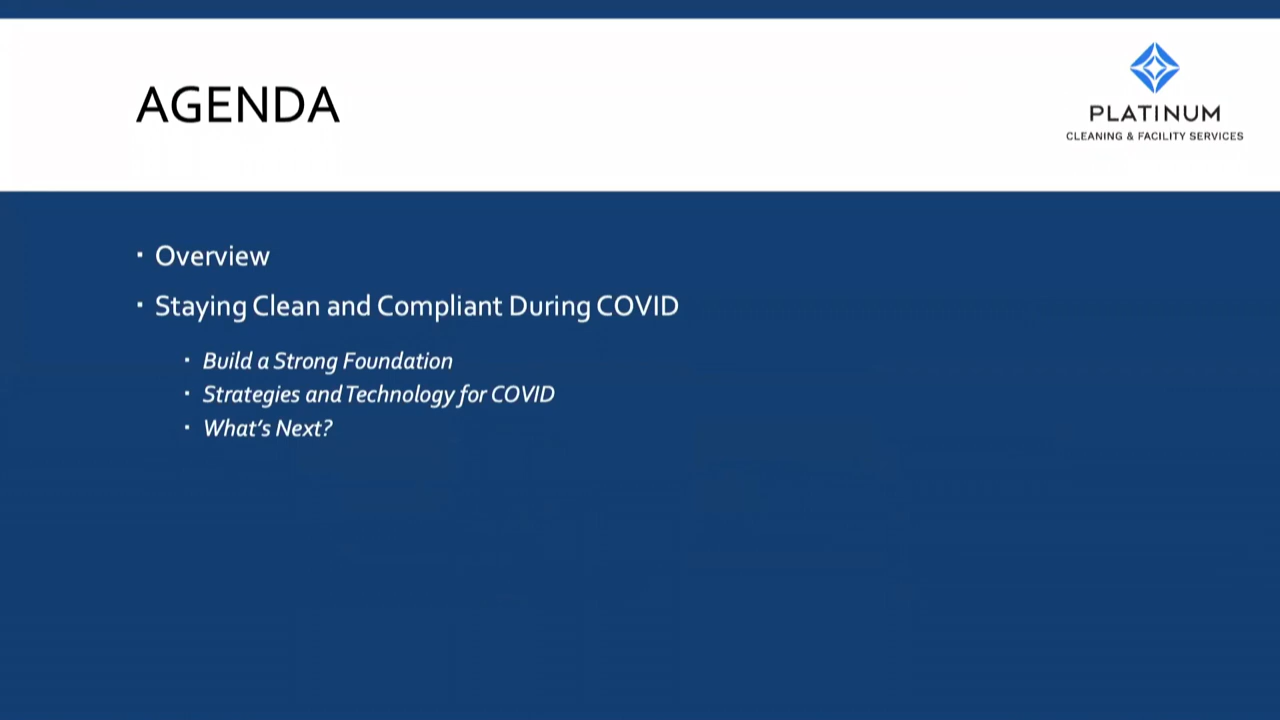 AGENDA
PLATINUM
CLEANING & FACILITY SERVICES
▪ Overview
▪ Staying Clean and Compliant During COVID
▪ Build a Strong Foundation
▪ Strategies and Technology for COVID
▪ What's Next?